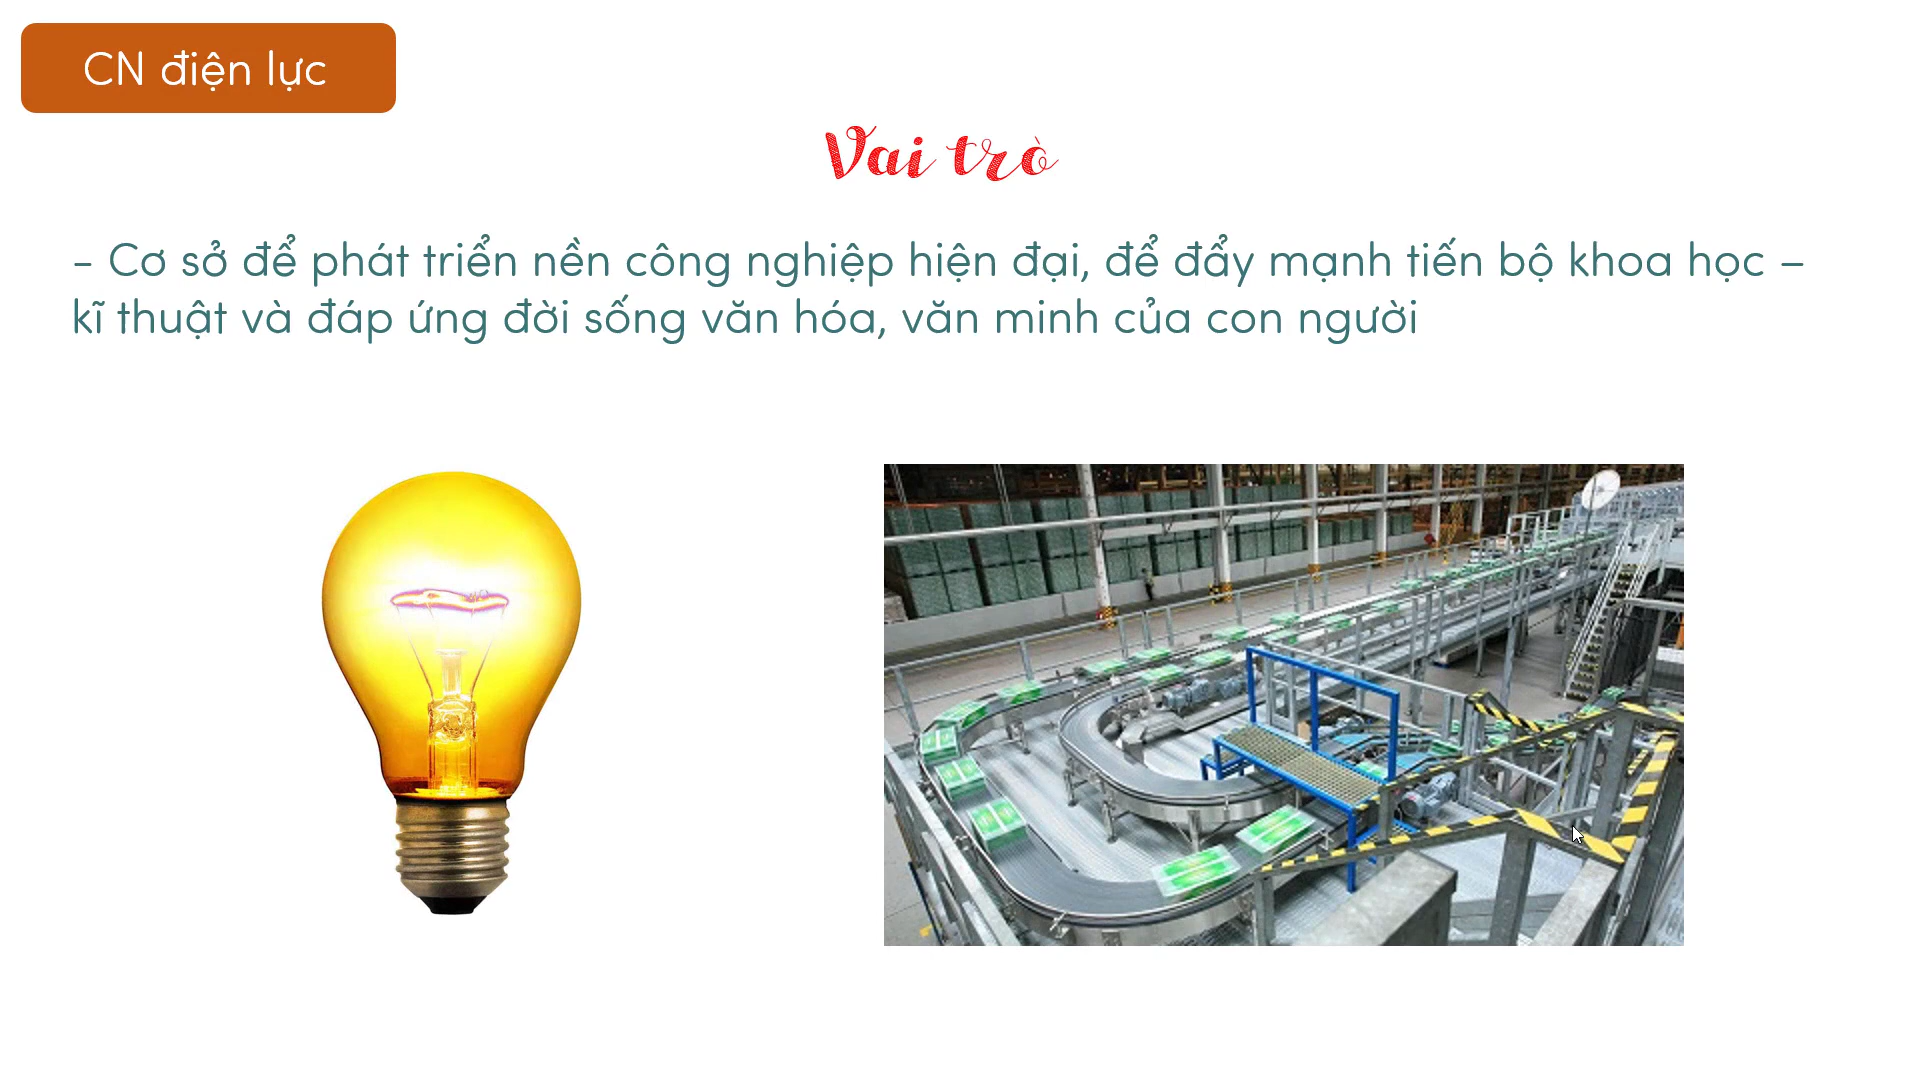 CN điện lực
Vai trò
– Cơ sở để phát triển nền công nghiệp hiện đại, để đẩy mạnh tiến bộ khoa học –
kĩ thuật và đáp ứng đời sống văn hóa, văn minh của con người